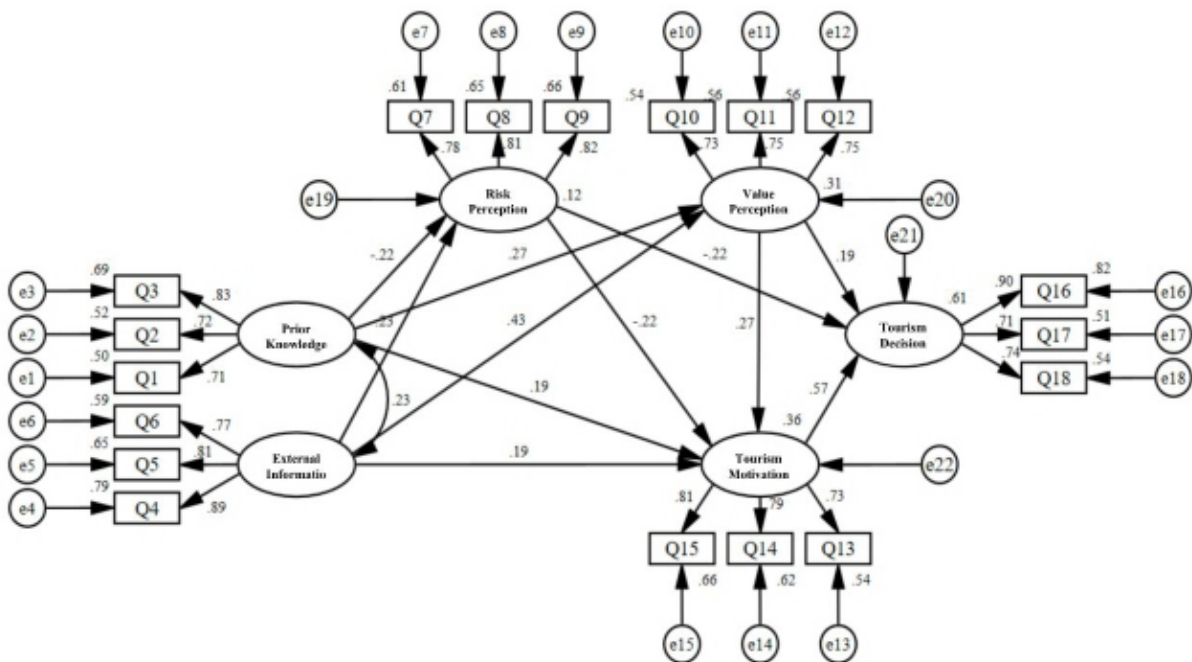 e7
e8
e9
e10
e11
e12
.61
.65
.66
.54
.56
.56
Q7
Q8
Q9
Q10
Q11
Q12
.78
.81
.82
.73
.75
.75
e19
Risk
Perception
.12
Value
Perception
.31
e20
e21
-.22
.27
-.22
.19
e3
.69
Q3
.83
e2
.52
Q2
.72
e1
.50
Q1
.71
Prior
Knowledge
.23
.43
-.22
.27
.61
Tourism
Decision
.90
Q16
.82
e16
.71
Q17
.51
e17
.74
Q18
.54
e18
e6
.59
Q6
.77
e5
.65
Q5
.81
e4
.79
Q4
.89
External
Informatio
.23
.19
.19
.57
.36
Tourism
Motivation
e22
.81
.79
.73
Q15
Q14
Q13
.66
.62
.54
e15
e14
e13